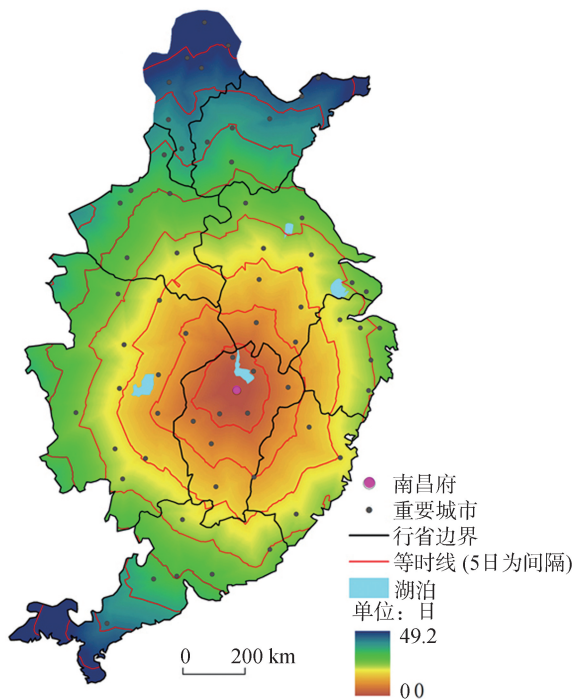 南昌府
重要城市
行省边界
等时线 (5日为间隔)
湖泊
单位：日
49.2
0 0
0 200 km